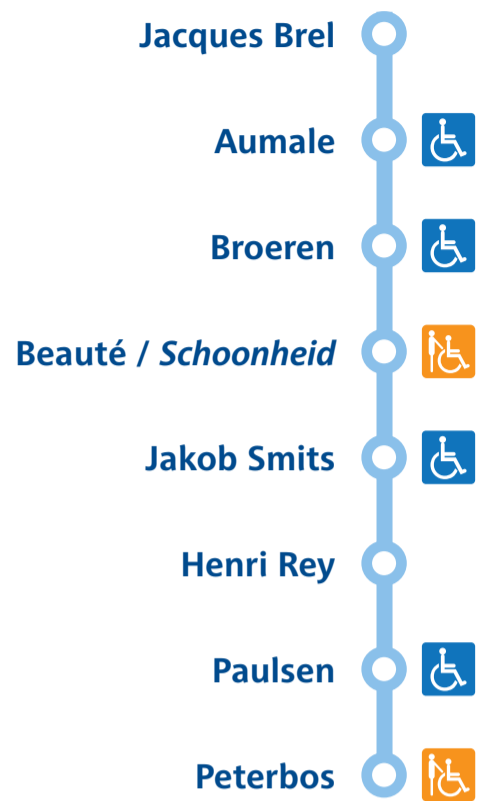 Jacques Brel
Aumale
Broeren
Beauté / Schoonheid
Jakob Smits
Henri Rey
Paulsen
Peterbos